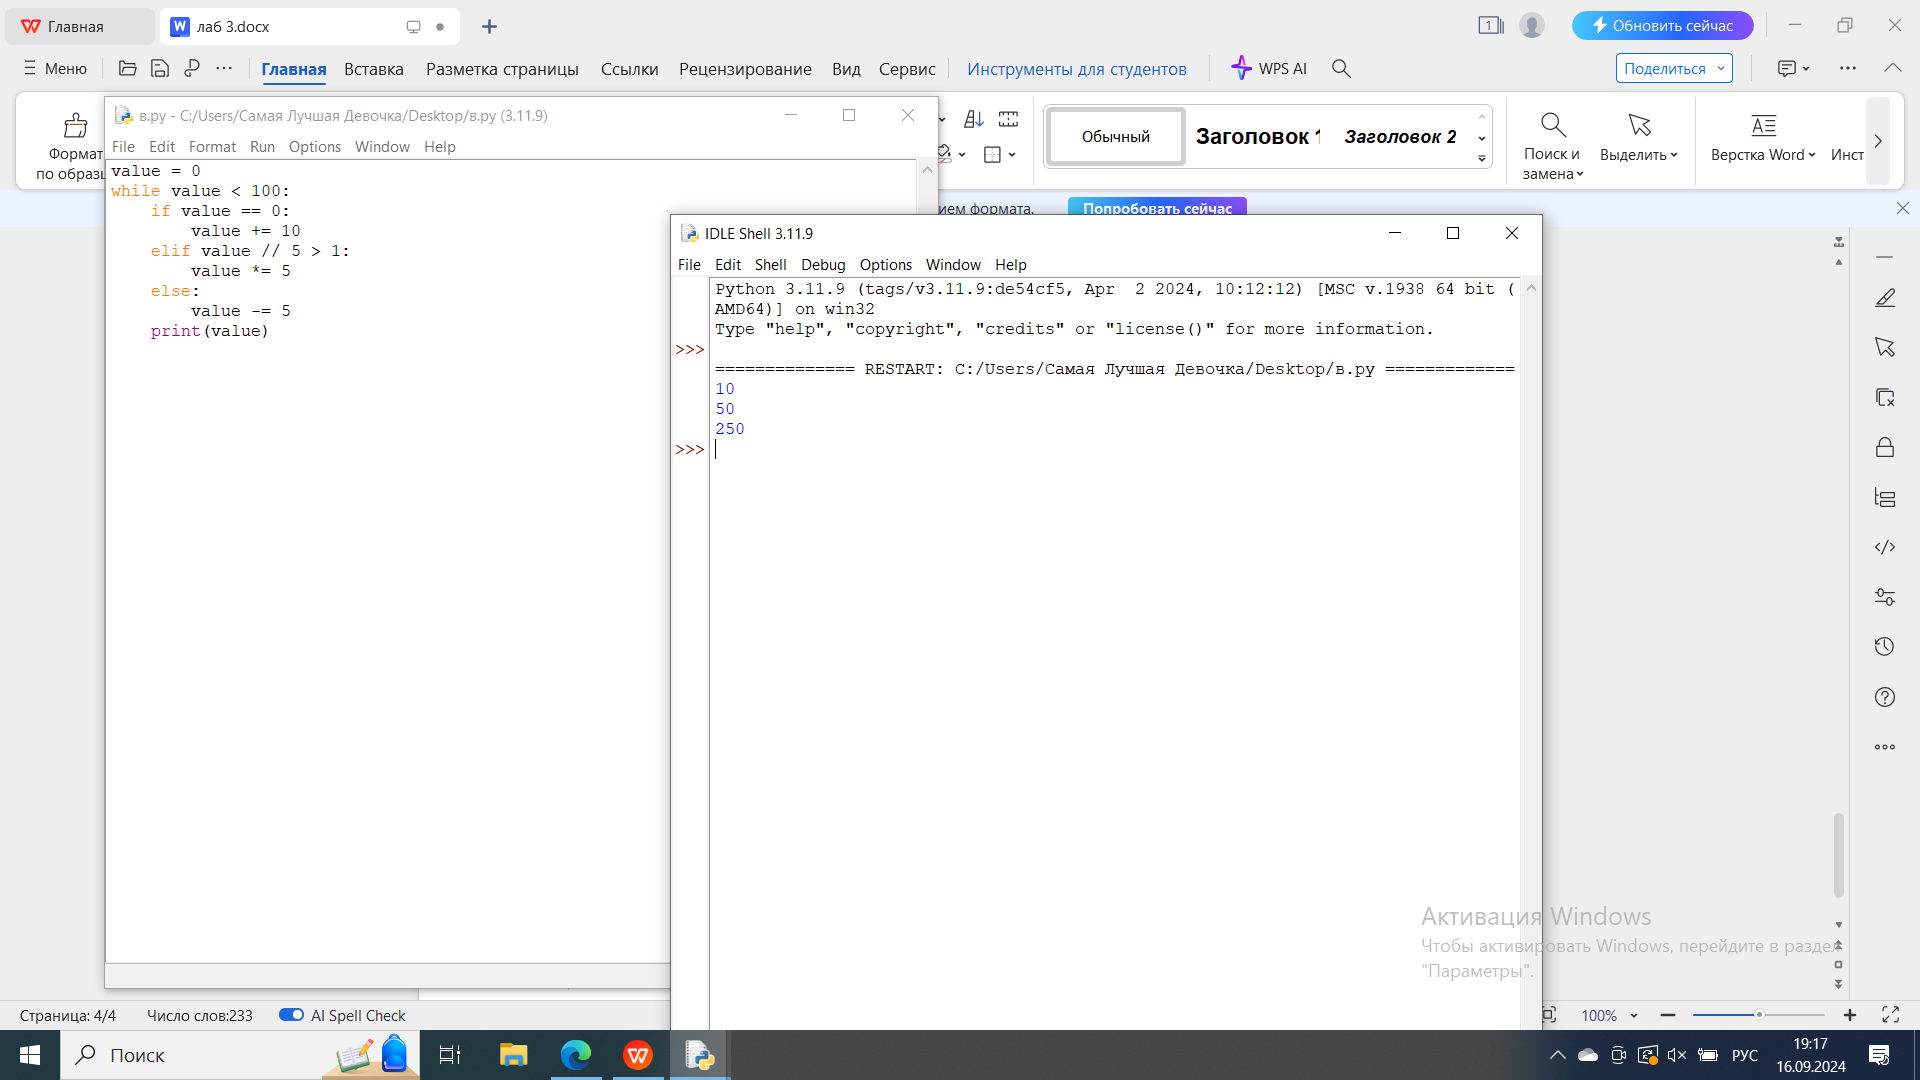 Главная
лаб 3.docx
1
Обновить сейчас
Меню
Главная Вставка Разметка страницы Ссылки Рецензирование Вид Сервис Инструменты для студентов WPS AI
Поделиться
Формат
по образц
Обычный
Заголовок 1
Заголовок 2
Поиск и
замена
Выделить
Верстка Word
Инст
ием формата.
Попробовать сейчас
в.py - C:/Users/Самая Лучшая Девочка/Desktop/в.py (3.11.9)
File Edit Format Run Options Window Help
value = 0
while value < 100:
    if value == 0:
        value += 10
    elif value // 5 > 1:
        value *= 5
    else:
        value -= 5
    print(value)
IDLE Shell 3.11.9
File Edit Shell Debug Options Window Help
Python 3.11.9 (tags/v3.11.9:de54cf5, Apr  2 2024, 10:12:12) [MSC v.1938 64 bit (
AMD64)] on win32
Type "help", "copyright", "credits" or "license()" for more information.
>>>
============== RESTART: C:/Users/Самая Лучшая Девочка/Desktop/в.py =============
10
50
250
>>>
Активация Windows
Чтобы активировать Windows, перейдите в раздел
"Параметры".
Страница: 4/4
Число слов:233
AI Spell Check
100%
Поиск
РУС
19:17
16.09.2024